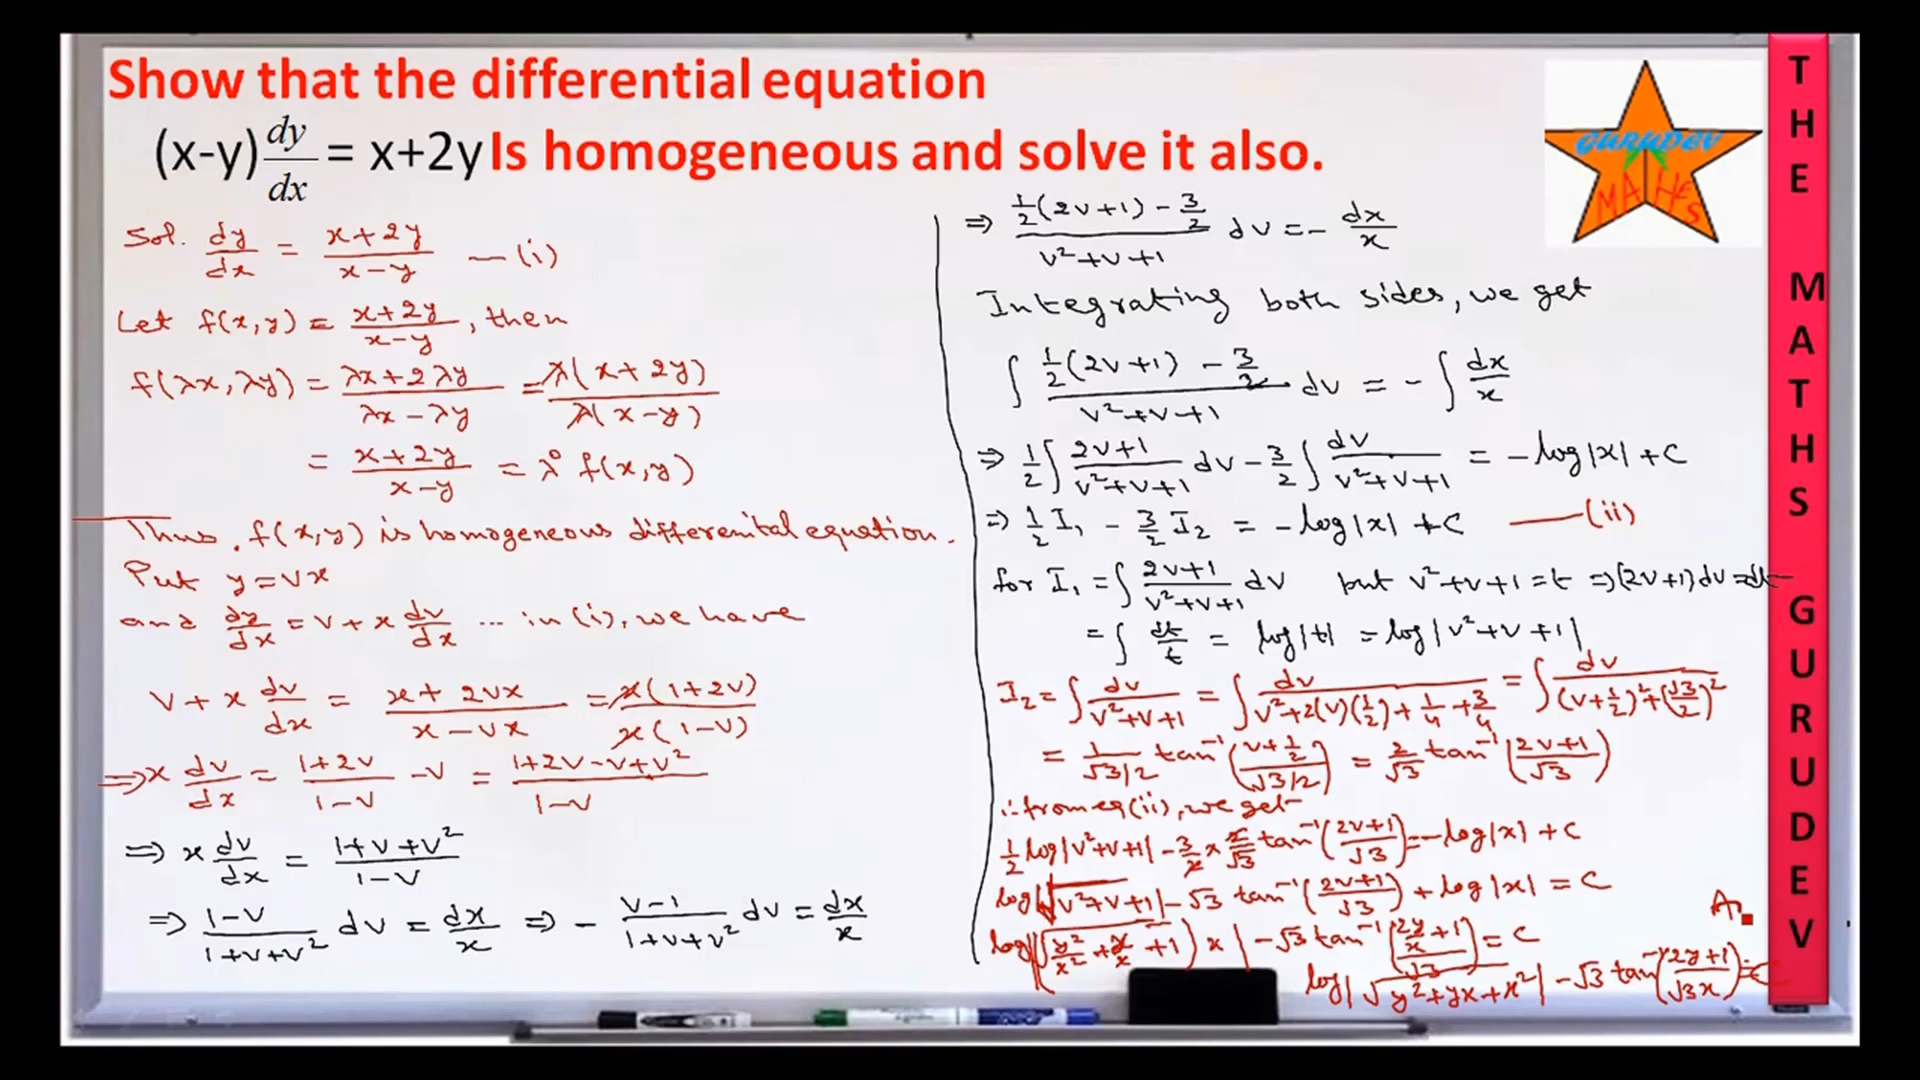 Show that the differential equation
(x-y) dy/dx = x+2y Is homogeneous and solve it also.
Sol. dy/dx = x+2y/x-y —(i)
Let f(x,y) = x+2y/x-y, then
f(λx,λy) = λx+2λy/λx-λy = λ(x+2y)/λ(x-y)
= x+2y/x-y = λ⁰ f(x,y)
Thus, f(x,y) is homogeneous differenital equation.
Put y=vx
and dy/dx = v+x dv/dx ... in (i), we have
v+x dv/dx = x+2vx/x-vx = x(1+2v)/x(1-v)
⇒ x dv/dx = 1+2v/1-v -v = 1+2v-v+v²/1-v
⇒ x dv/dx = 1+v+v²/1-v
⇒ 1-v/1+v+v² dv = dx/x ⇒ - v-1/1+v+v² dv = dx/x
⇒ ½(2v+1) - 3/2 / v²+v+1 dv = - dx/x
Integrating both sides, we get
∫ ½(2v+1) - 3/2 / v²+v+1 dv = - ∫ dx/x
⇒ ½∫ 2v+1/v²+v+1 dv - 3/2 ∫ dv/v²+v+1 = -log|x| + C
⇒ ½ I₁ - 3/2 I₂ = -log|x| + C —(ii)
for I₁ = ∫ 2v+1/v²+v+1 dv put v²+v+1=t ⇒(2v+1)dv=dt
= ∫ dt/t = log|t| = log|v²+v+1|
I₂ = ∫ dv/v²+v+1 = ∫ dv/v²+2(v)(½)+¼+¾ = ∫ dv/(v+½)²+(√3/2)²
= 1/√3/2 tan⁻¹(v+½/√3/2) = 2/√3 tan⁻¹(2v+1/√3)
∴ from eq(ii), we get
½ log|v²+v+1| - 3/2 x 2/√3 tan⁻¹(2v+1/√3) = -log|x| + C
log|√v²+v+1| - √3 tan⁻¹(2v+1/√3) + log|x| = C
log|(√y²/x²+y/x+1) x| - √3 tan⁻¹(2y/x+1/√3) = C
log|√y²+yx+x²| - √3 tan⁻¹(2y+1/√3x) = C
GURUDEV
MATHES
THE MATHS GURUDEV